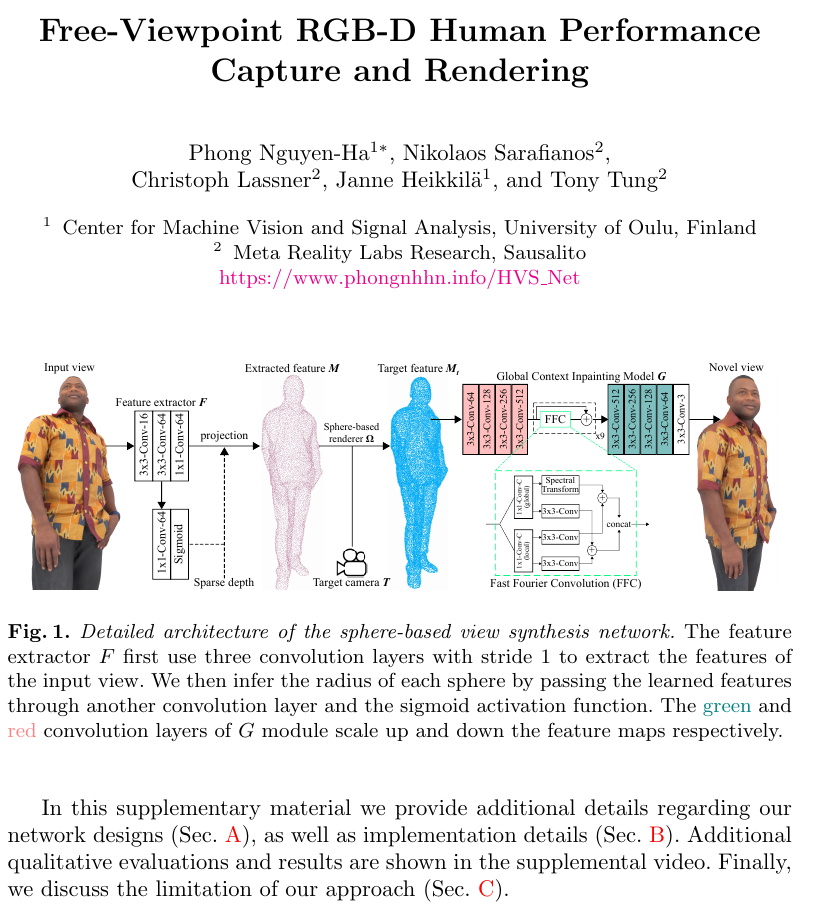 Free-Viewpoint RGB-D Human Performance
Capture and Rendering
Phong Nguyen-Ha¹*, Nikolaos Sarafianos²,
Christoph Lassner², Janne Heikkilä¹, and Tony Tung²
¹ Center for Machine Vision and Signal Analysis, University of Oulu, Finland
² Meta Reality Labs Research, Sausalito
https://www.phongnhhn.info/HVS_Net
Input view
Feature extractor F
3x3-Conv-16
3x3-Conv-64
1x1-Conv-64
1x1-Conv-64
Sigmoid
projection
Sparse depth
Extracted feature M
Sphere-based
renderer Ω
Target camera T
Target feature Mₜ
Global Context Inpainting Model G
3x3-Conv-64
3x3-Conv-128
3x3-Conv-256
3x3-Conv-512
FFC
x9
3x3-Conv-512
3x3-Conv-256
3x3-Conv-128
3x3-Conv-64
3x3-Conv-3
1x1-Conv-C
(global)
1x1-Conv-C
(local)
Spectral
Transform
3x3-Conv
3x3-Conv
3x3-Conv
concat
Fast Fourier Convolution (FFC)
Novel view
Fig. 1. Detailed architecture of the sphere-based view synthesis network. The feature
extractor F first use three convolution layers with stride 1 to extract the features of
the input view. We then infer the radius of each sphere by passing the learned features
through another convolution layer and the sigmoid activation function. The green and
red convolution layers of G module scale up and down the feature maps respectively.
In this supplementary material we provide additional details regarding our
network designs (Sec. A), as well as implementation details (Sec. B). Additional
qualitative evaluations and results are shown in the supplemental video. Finally,
we discuss the limitation of our approach (Sec. C).